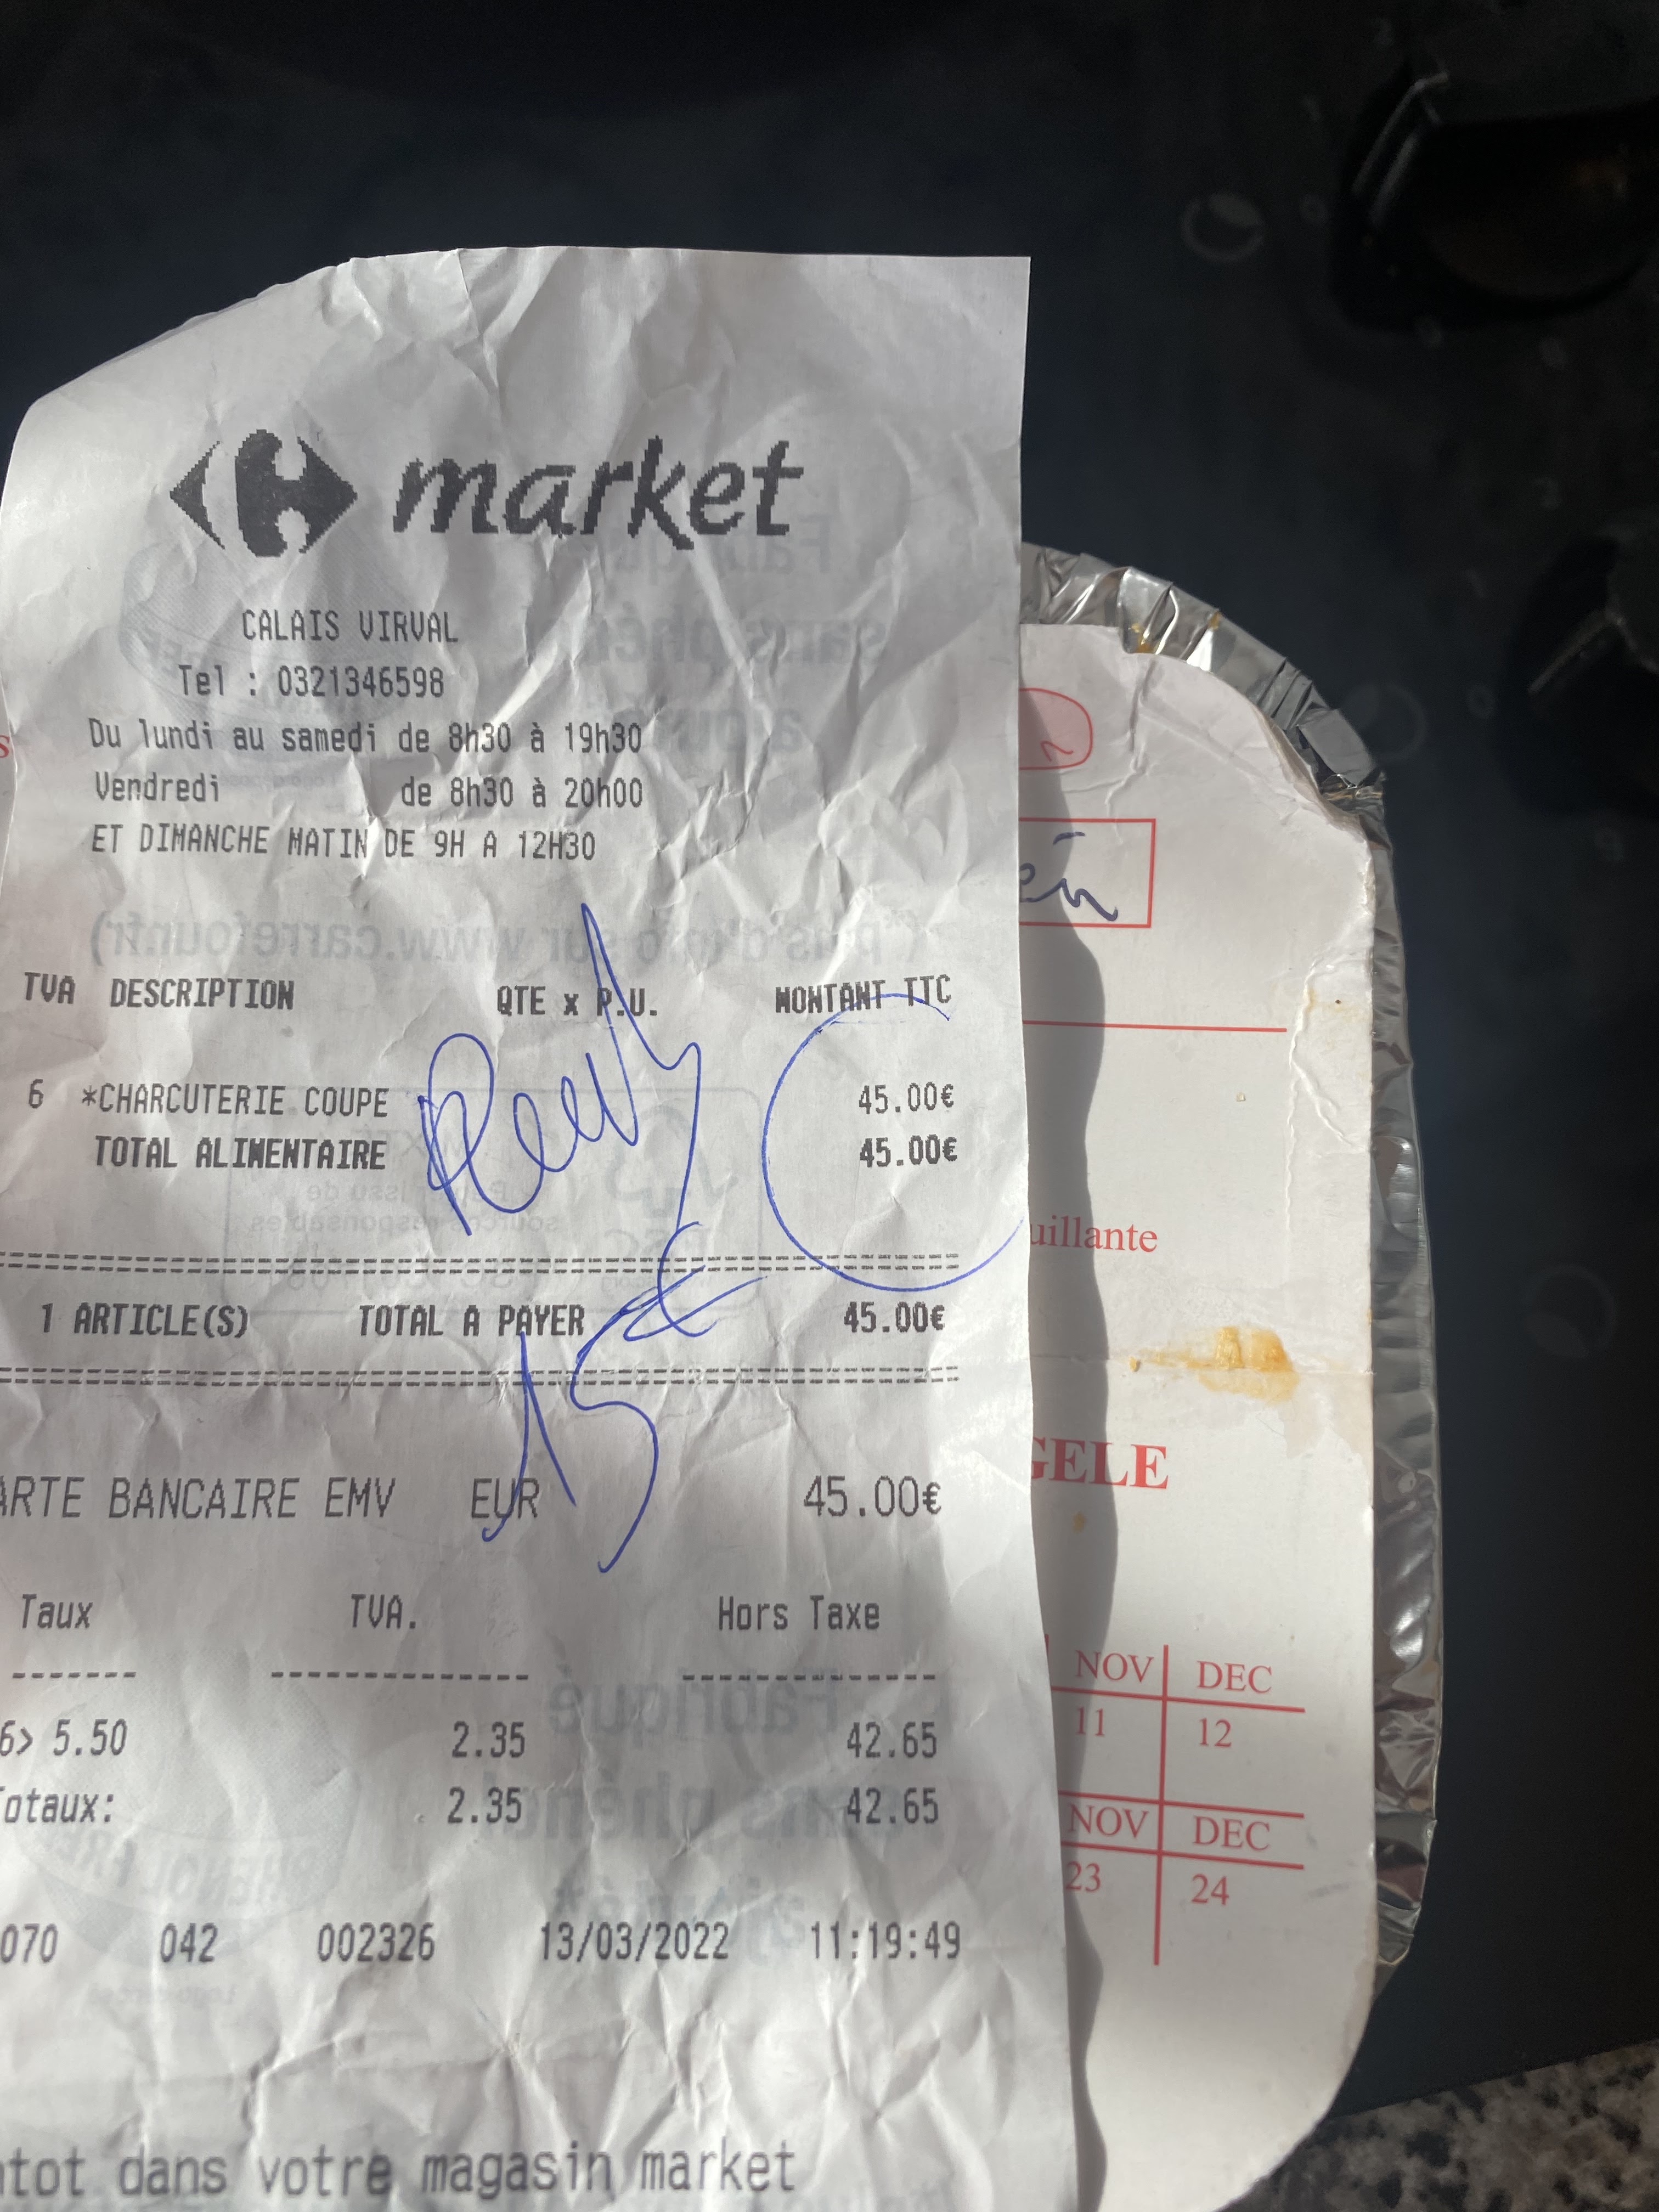 market
CALAIS VIRVAL
Tel : 0321346598
Du lundi au samedi de 8h30 à 19h30
Vendredi de 8h30 à 20h00
ET DIMANCHE MATIN DE 9H A 12H30
TVA DESCRIPTION QTE x P.U. MONTANT TTC
6 *CHARCUTERIE COUPE 45.00€
TOTAL ALIMENTAIRE 45.00€
1 ARTICLE(S) TOTAL A PAYER 45.00€
15€
ARTE BANCAIRE EMV EUR 45.00€
Taux TVA. Hors Taxe
6> 5.50 2.35 42.65
otaux: 2.35 42.65
070 042 002326 13/03/2022 11:19:49
ntot dans votre magasin market
uillante
GELE
NOV DEC
11 12
NOV DEC
23 24